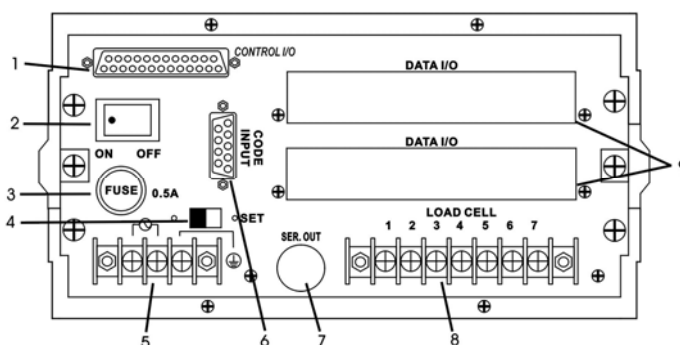 CONTROL I/O
1
DATA I/O
2
ON OFF
CODE INPUT
DATA I/O
3
FUSE
0.5A
4
SET
LOAD CELL
1 2 3 4 5 6 7
SER. OUT
5
6
7
8